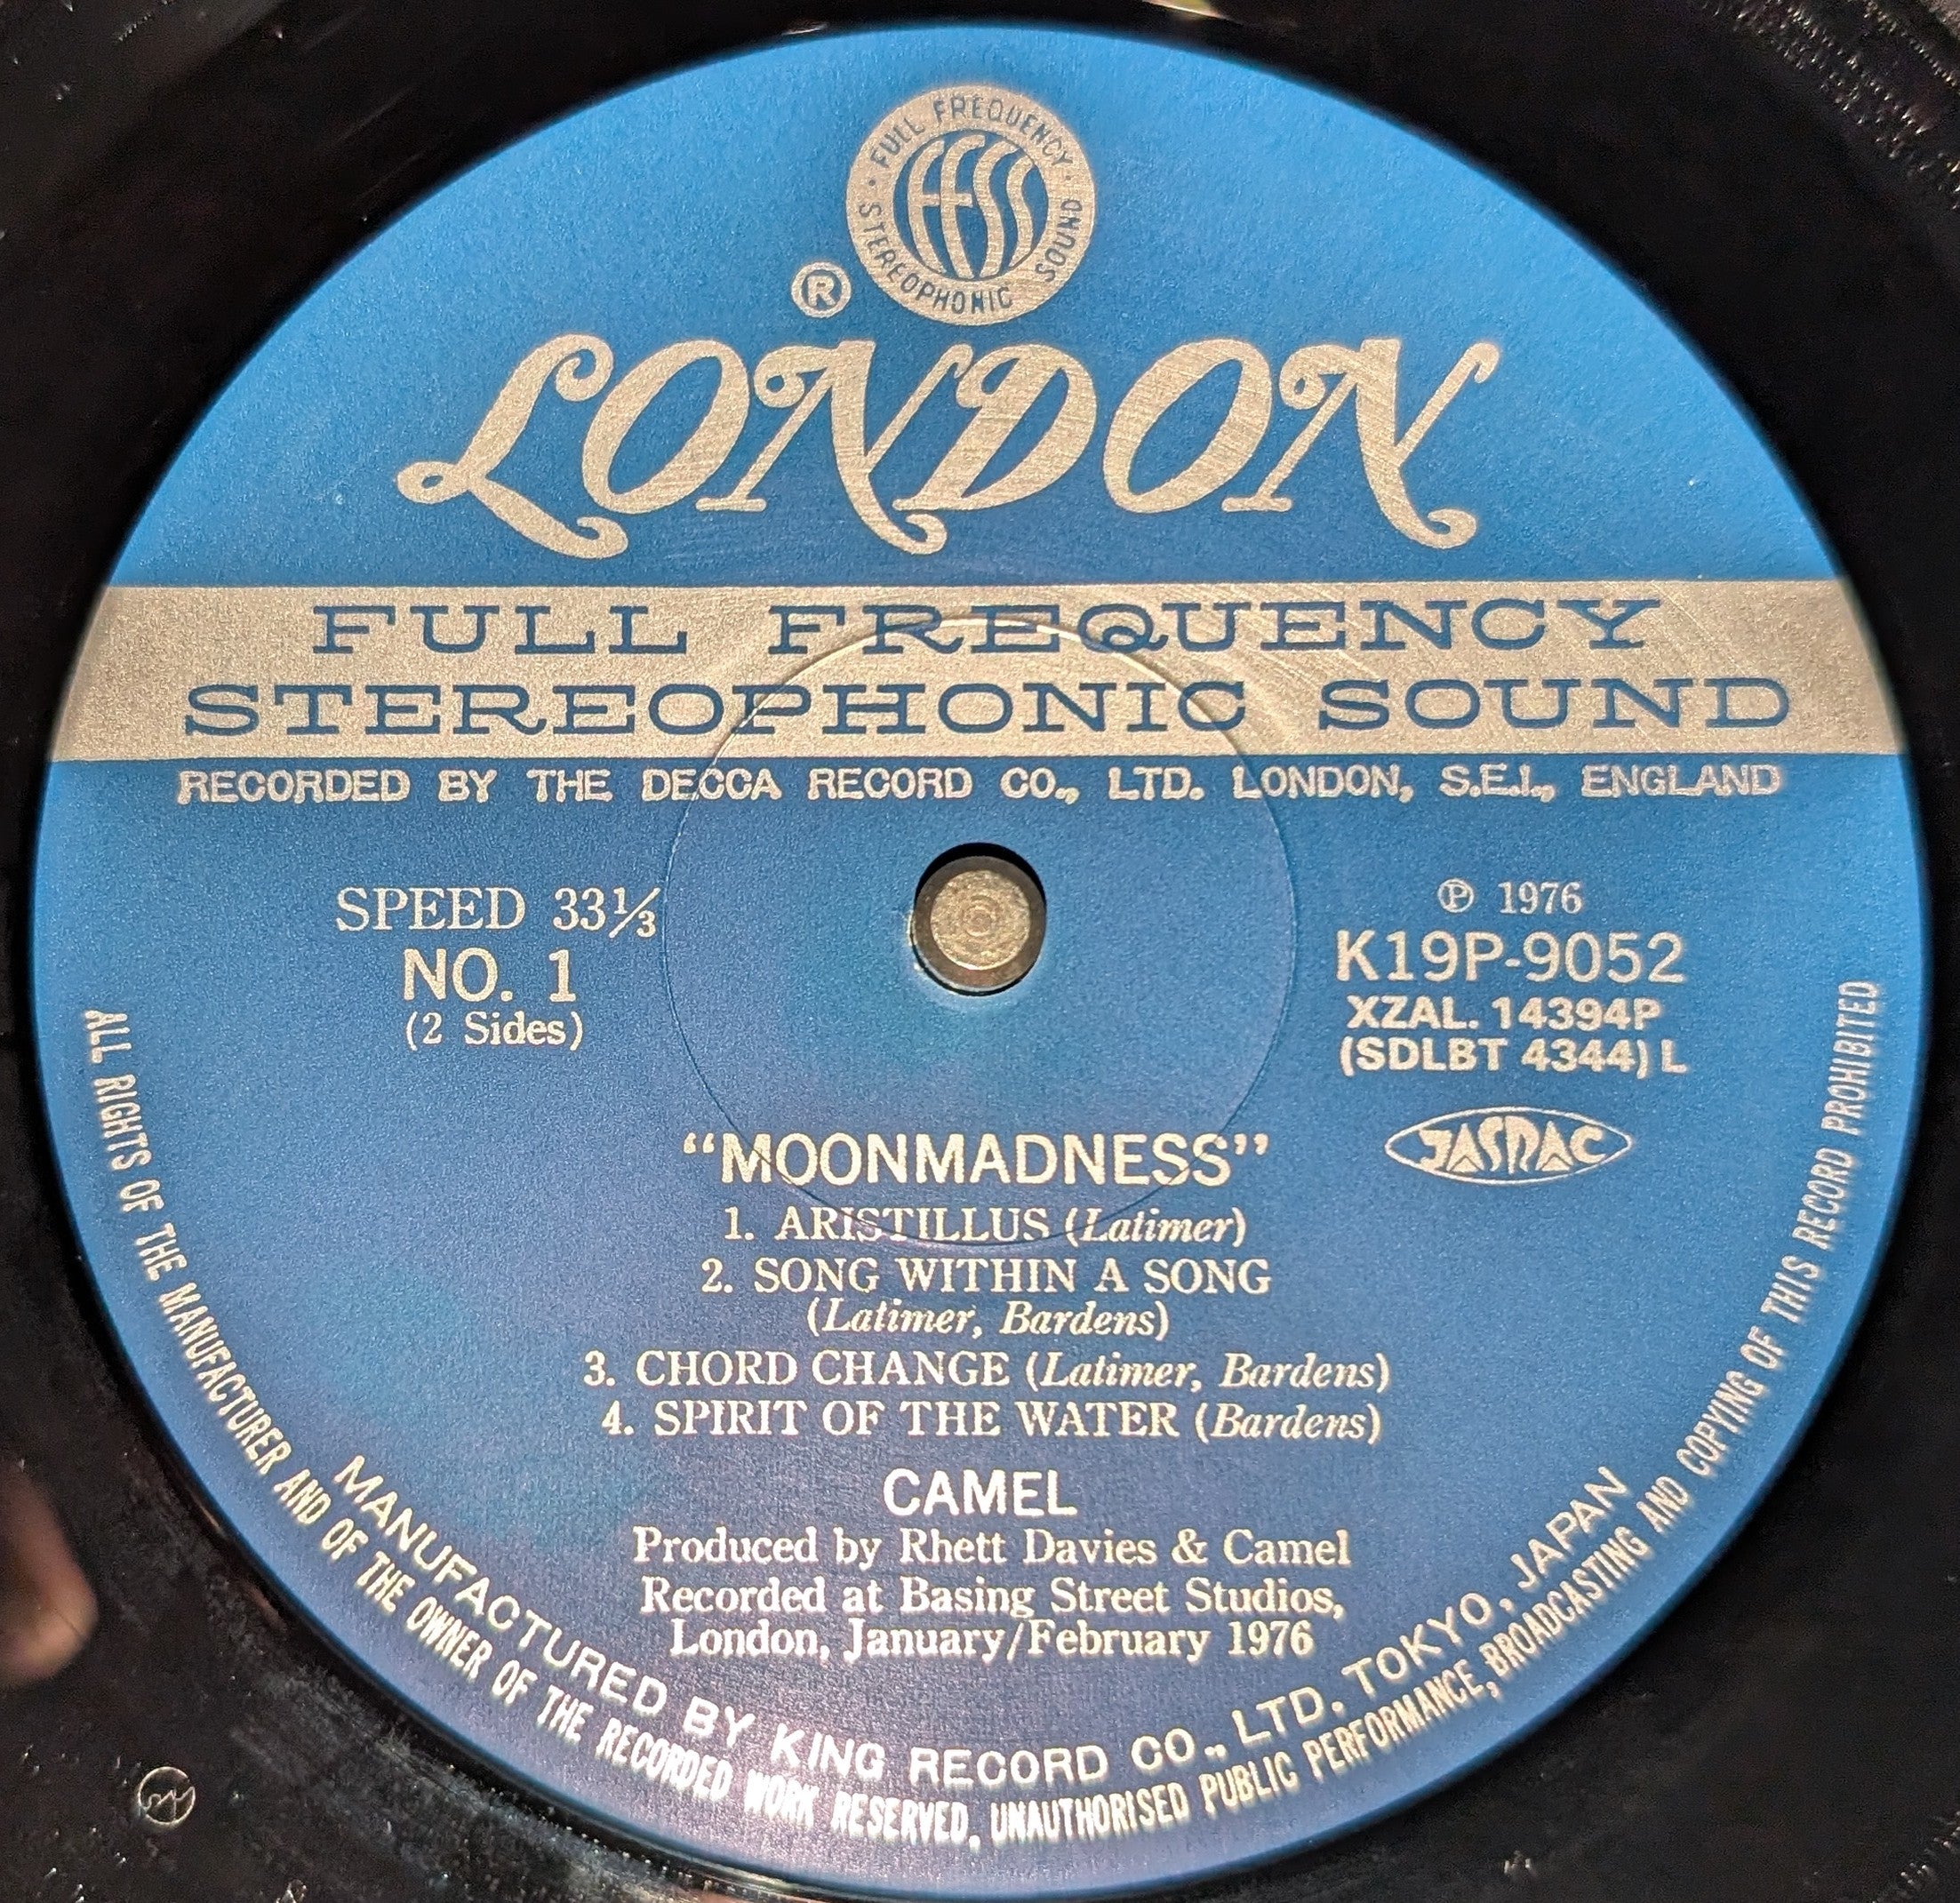 · FULL FREQUENCY ·
STEREOPHONIC SOUND
FFSS
®
LONDON
FULL FREQUENCY
STEREOPHONIC SOUND
RECORDED BY THE DECCA RECORD CO., LTD. LONDON, S.E.I., ENGLAND
SPEED 33⅓
NO. 1
(2 Sides)
℗ 1976
K19P-9052
XZAL. 14394P
(SDLBT 4344) L
JASRAC
“MOONMADNESS”
1. ARISTILLUS (Latimer)
2. SONG WITHIN A SONG
(Latimer, Bardens)
3. CHORD CHANGE (Latimer, Bardens)
4. SPIRIT OF THE WATER (Bardens)
CAMEL
Produced by Rhett Davies & Camel
Recorded at Basing Street Studios,
London, January/February 1976
MANUFACTURED BY KING RECORD CO., LTD. TOKYO, JAPAN
ALL RIGHTS OF THE MANUFACTURER AND OF THE OWNER OF THE RECORDED WORK RESERVED, UNAUTHORISED PUBLIC PERFORMANCE, BROADCASTING AND COPYING OF THIS RECORD PROHIBITED